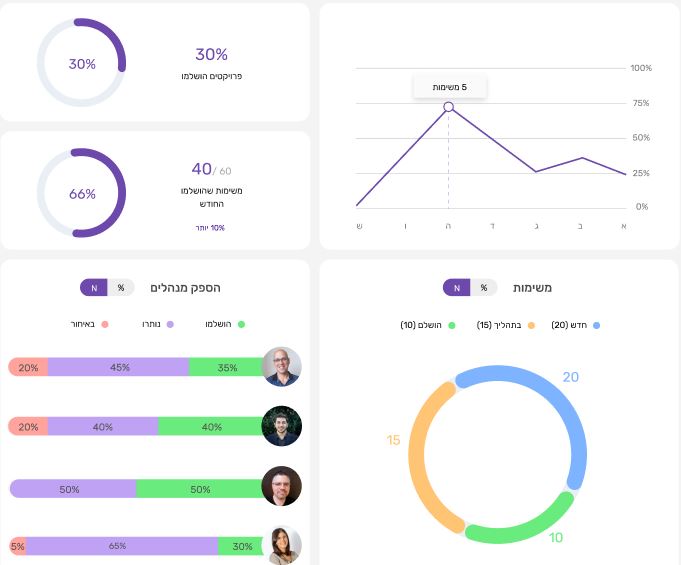 100%
75%
50%
25%
0%
5 משימות
א
ב
ג
ד
ה
ו
ש
30%
פרויקטים הושלמו
30%
40/ 60
משימות שהושלמו
החודש
10% יותר
66%
משימות
% N
חדש (20) בתהליך (15) הושלם (10)
20
15
10
הספק מנהלים
% N
הושלמו נותרו באיחור
35% 45% 20%
40% 40% 20%
50% 50%
30% 65% 5%